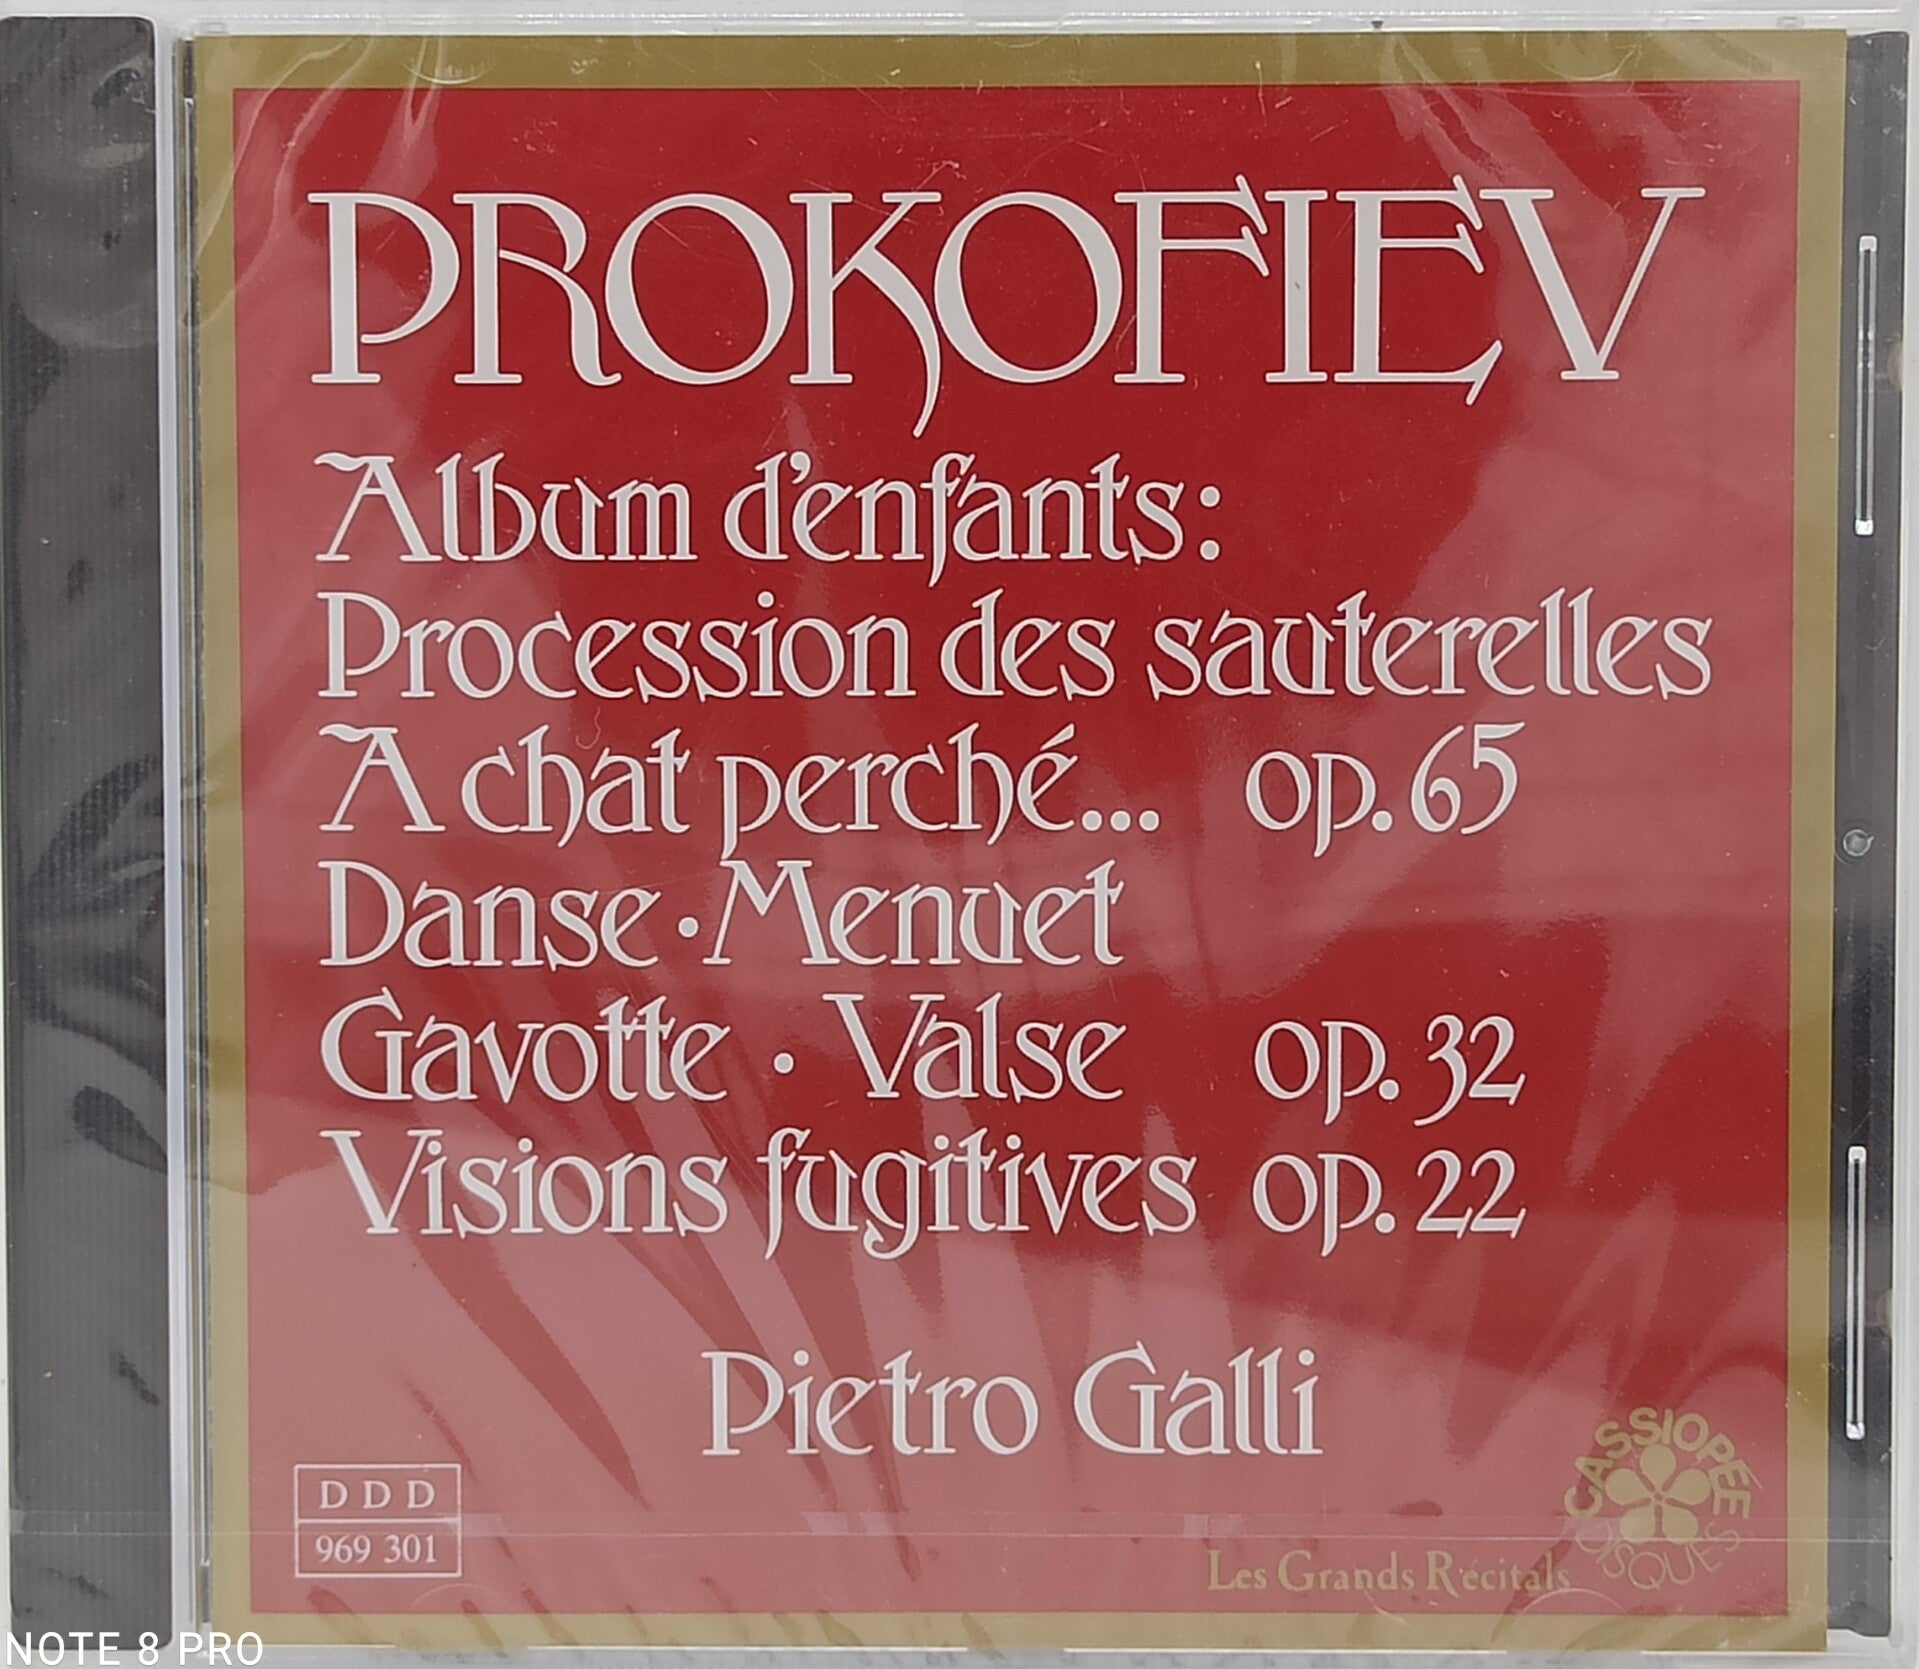 PROKOFIEV
Album d'enfants:
Procession des sauterelles
A chat perché... op. 65
Danse · Menuet
Gavotte · Valse op. 32
Visions fugitives op. 22
Pietro Galli
D D D
969 301
Les Grands Récitals
CASSIOPÉE
DISQUES
NOTE 8 PRO